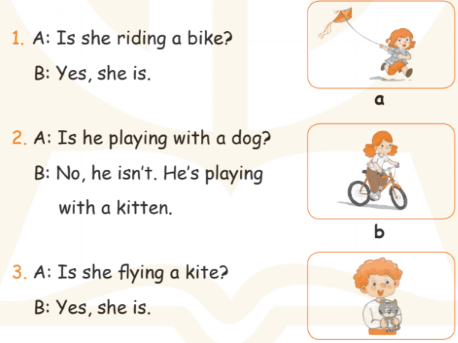 1. A: Is she riding a bike?
B: Yes, she is.
a
2. A: Is he playing with a dog?
B: No, he isn't. He's playing
with a kitten.
b
3. A: Is she flying a kite?
B: Yes, she is.